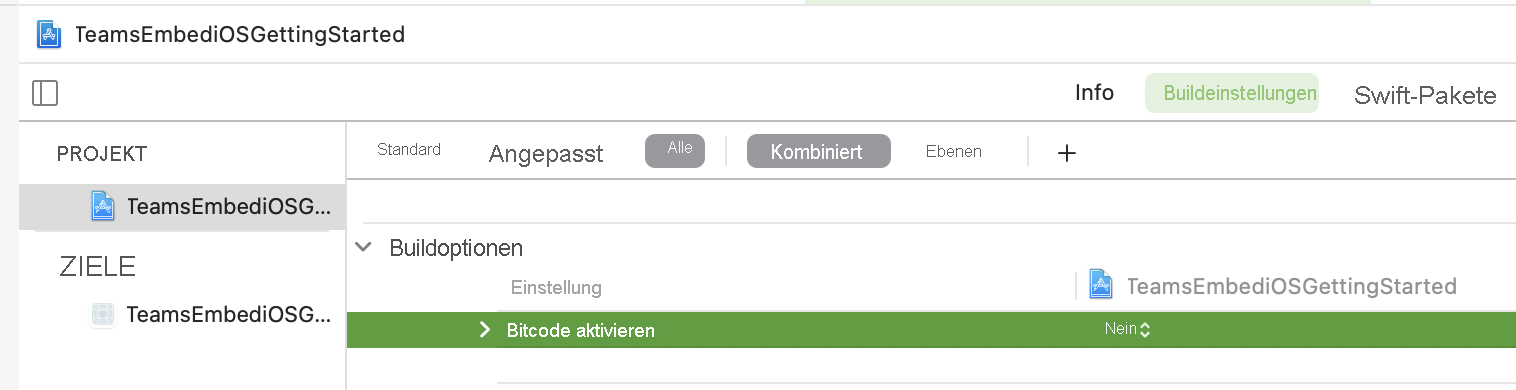 TeamsEmbediOSGettingStarted
Info Buildeinstellungen Swift-Pakete
PROJEKT
Standard Angepasst Alle Kombiniert Ebenen +
TeamsEmbediOSG...
Buildoptionen
ZIELE
Einstellung TeamsEmbediOSGettingStarted
TeamsEmbediOSG...
Bitcode aktivieren Nein